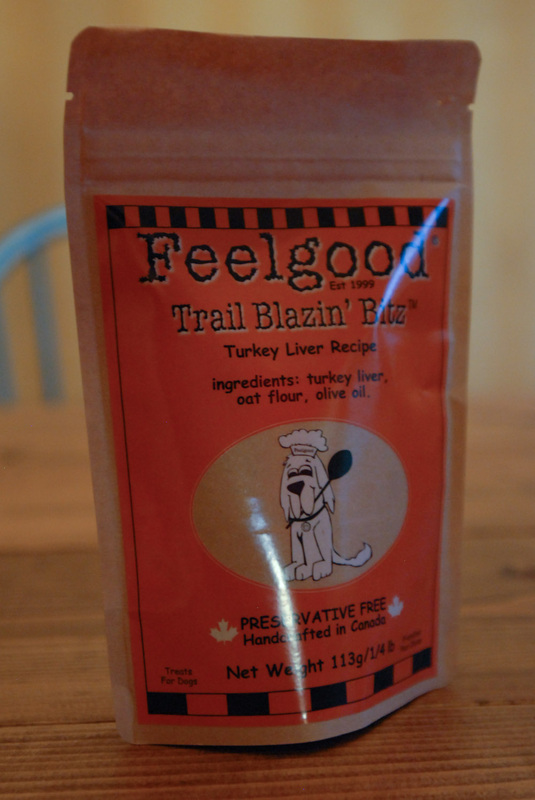 Feelgood®
Est 1999
Trail Blazin' Bitz™
Turkey Liver Recipe
ingredients: turkey liver,
oat flour, olive oil.
PRESERVATIVE FREE
Handcrafted in Canada
Net Weight 113g/1/4 lb
Treats
For Dogs